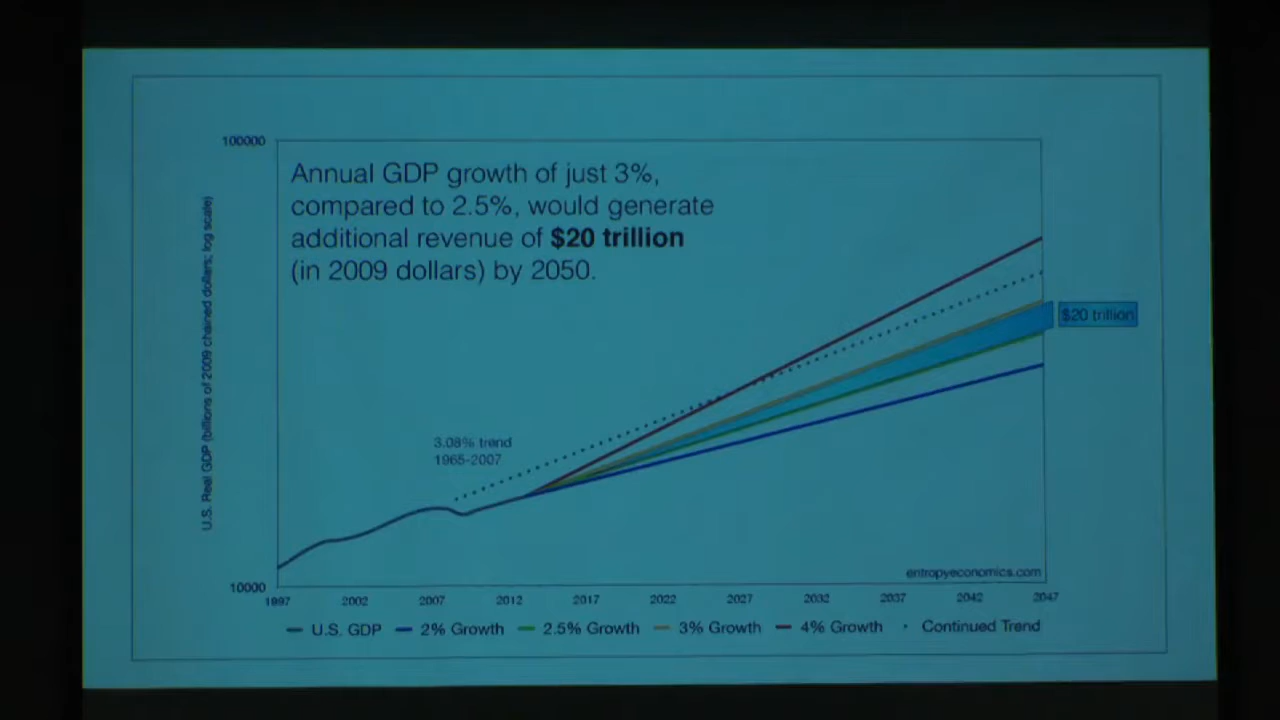 100000
Annual GDP growth of just 3%,
compared to 2.5%, would generate
additional revenue of $20 trillion
(in 2009 dollars) by 2050.
U.S. Real GDP (billions of 2009 chained dollars; log scale)
$20 trillion
3.08% trend
1965-2007
entropyeconomics.com
10000
1997 2002 2007 2012 2017 2022 2027 2032 2037 2042 2047
U.S. GDP 2% Growth 2.5% Growth 3% Growth 4% Growth Continued Trend